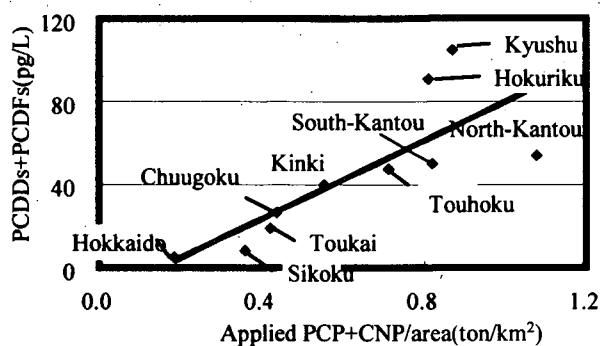 PCDDs+PCDFs(pg/L)
120
80
40
0
Kyushu
Hokuriku
South-Kantou
North-Kantou
Kinki
Chuugoku
Touhoku
Hokkaido
Toukai
Sikoku
0.0 0.4 0.8 1.2
Applied PCP+CNP/area(ton/km²)